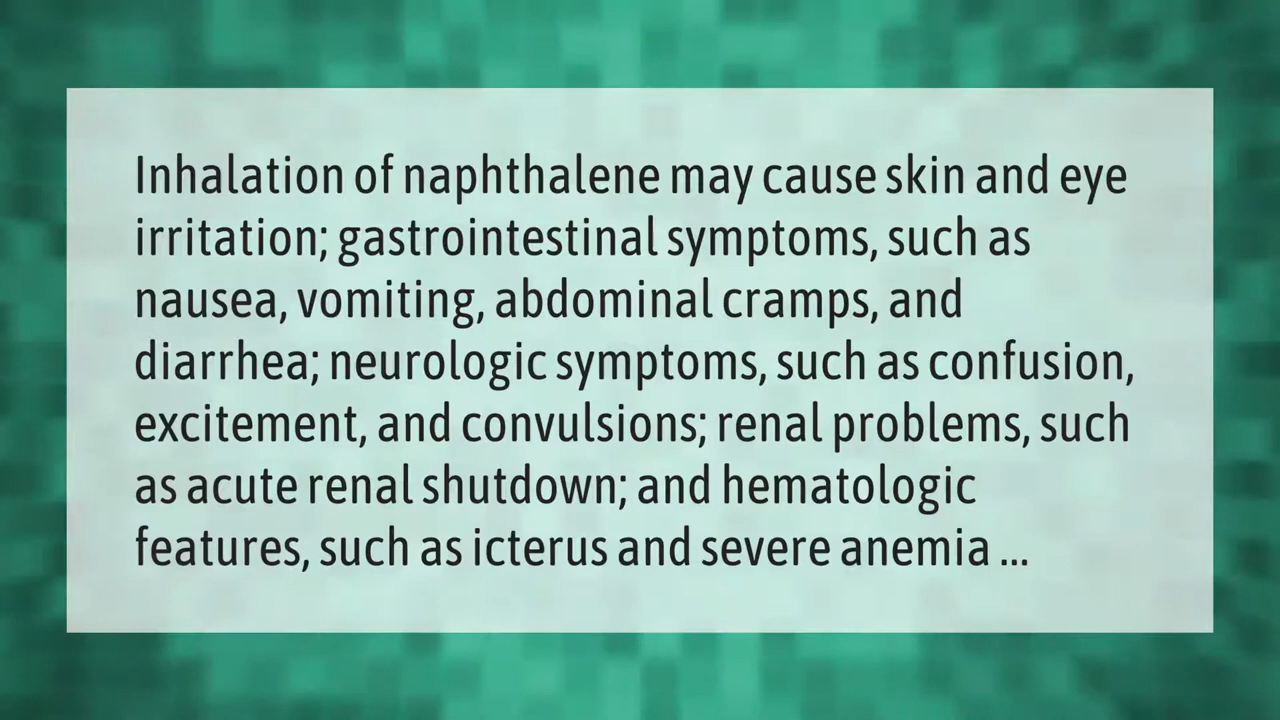 Inhalation of naphthalene may cause skin and eye
irritation; gastrointestinal symptoms, such as
nausea, vomiting, abdominal cramps, and
diarrhea; neurologic symptoms, such as confusion,
excitement, and convulsions; renal problems, such
as acute renal shutdown; and hematologic
features, such as icterus and severe anemia ...